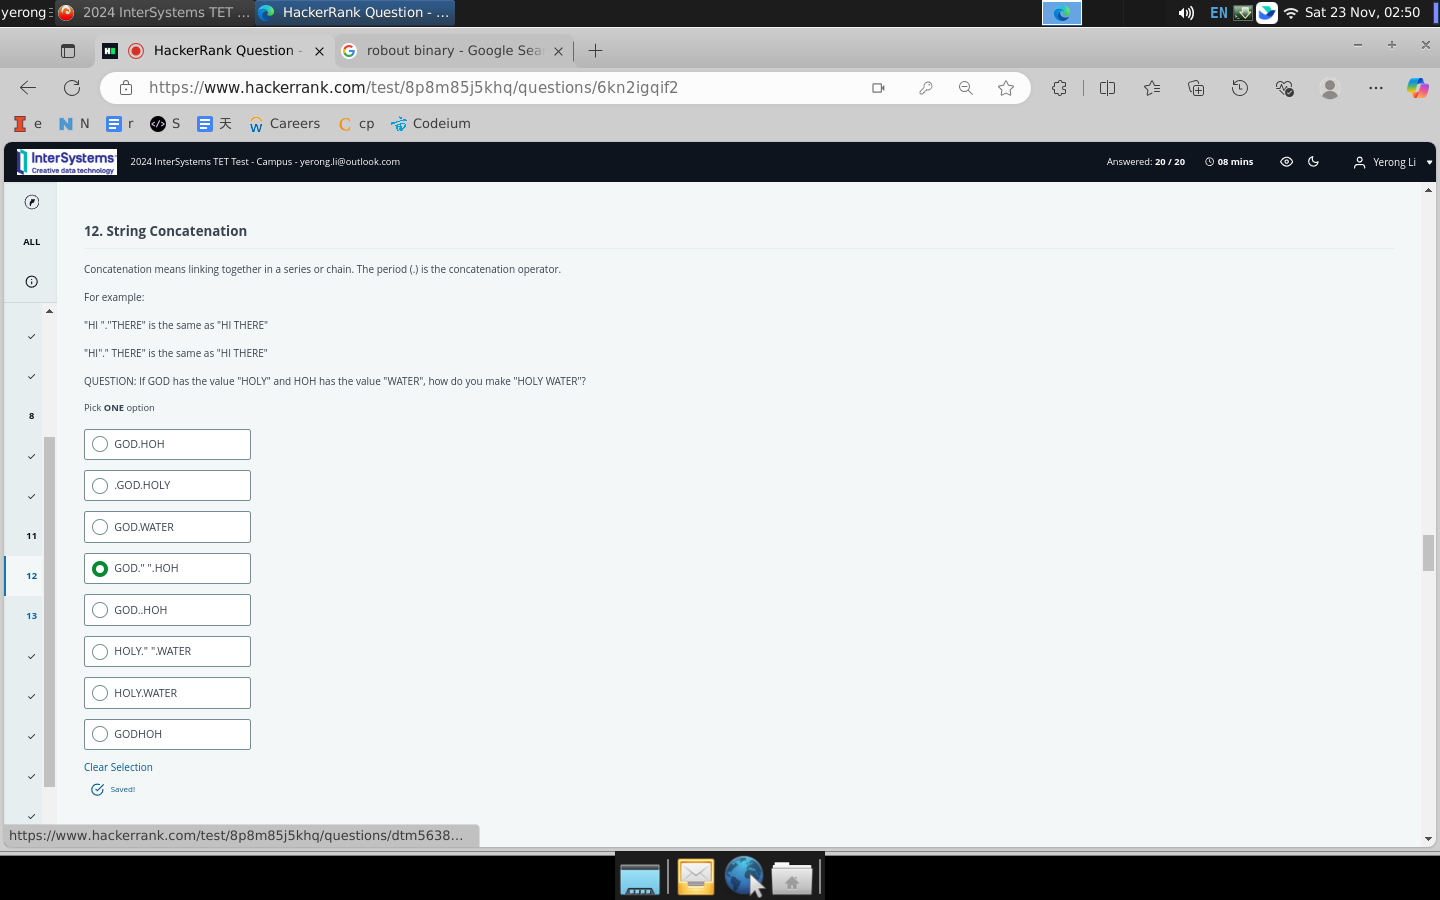 yerong
2024 InterSystems TET ...
HackerRank Question - ...
EN
Sat 23 Nov, 02:50
HackerRank Question -
robout binary - Google Sea
https://www.hackerrank.com/test/8p8m85j5khq/questions/6kn2igqif2
e
N
r
S
天
Careers
cp
Codeium
InterSystems
Creative data technology
2024 InterSystems TET Test - Campus - yerong.li@outlook.com
Answered: 20 / 20
08 mins
Yerong Li
ALL
8
11
12
13
12. String Concatenation
Concatenation means linking together in a series or chain. The period (.) is the concatenation operator.
For example:
"HI "."THERE" is the same as "HI THERE"
"HI"." THERE" is the same as "HI THERE"
QUESTION: If GOD has the value "HOLY" and HOH has the value "WATER", how do you make "HOLY WATER"?
Pick ONE option
GOD.HOH
.GOD.HOLY
GOD.WATER
GOD." ".HOH
GOD..HOH
HOLY." ".WATER
HOLY.WATER
GODHOH
Clear Selection
Saved!
https://www.hackerrank.com/test/8p8m85j5khq/questions/dtm5638...